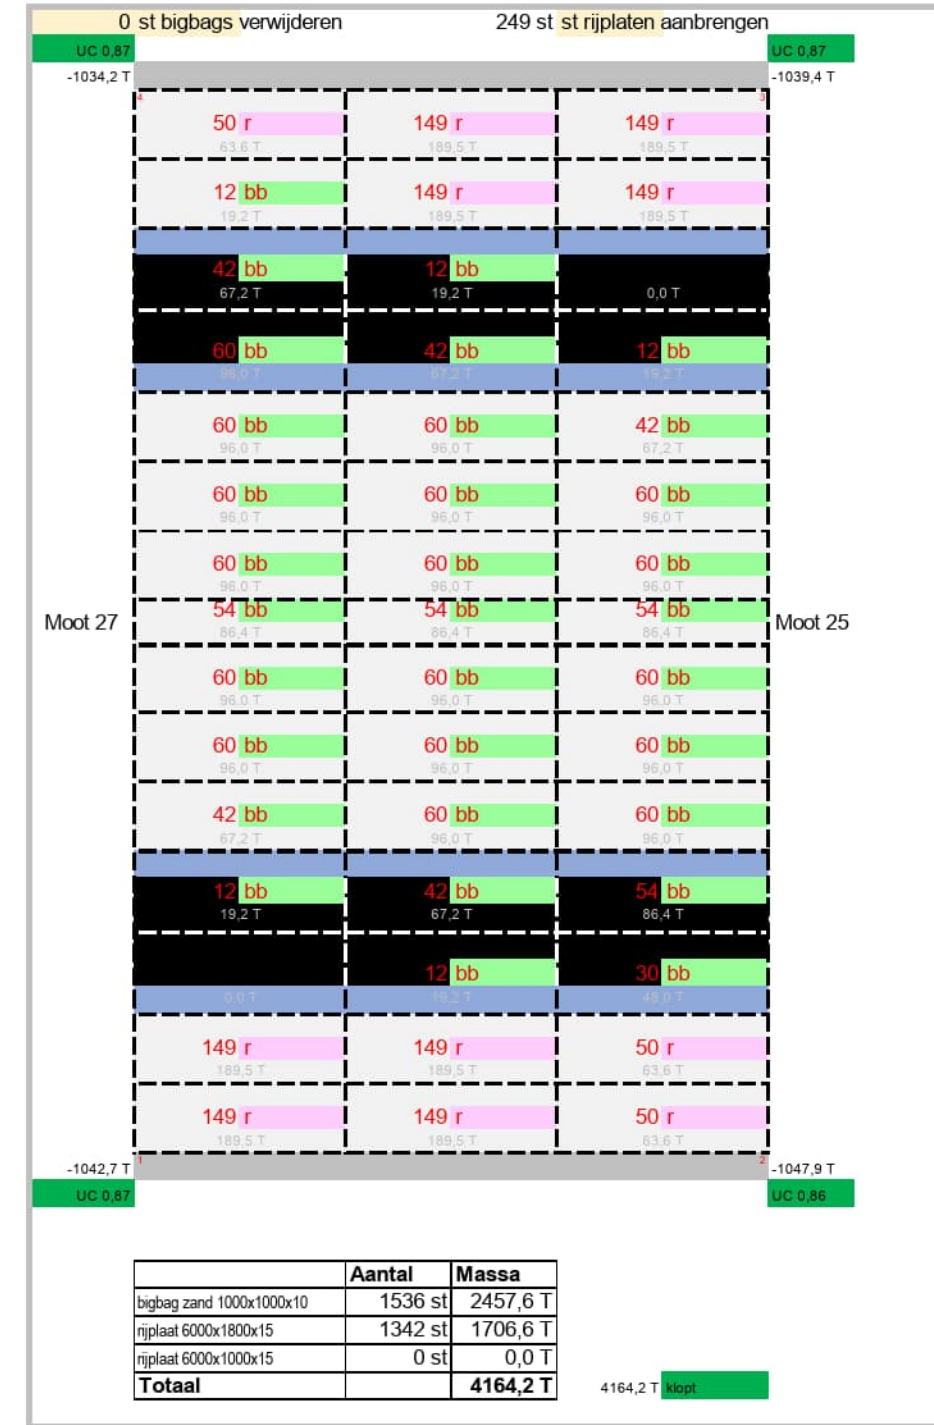 0 st bigbags verwijderen 249 st st rijplaten aanbrengen
UC 0,87 UC 0,87
-1034,2 T -1039,4 T
4 3
50 r 149 r 149 r
63,6 T 189,5 T 189,5 T
12 bb 149 r 149 r
19,2 T 189,5 T 189,5 T
42 bb 12 bb
67,2 T 19,2 T 0,0 T
60 bb 42 bb 12 bb
96,0 T 67,2 T 19,2 T
60 bb 60 bb 42 bb
96,0 T 96,0 T 67,2 T
60 bb 60 bb 60 bb
96,0 T 96,0 T 96,0 T
60 bb 60 bb 60 bb
96,0 T 96,0 T 96,0 T
54 bb 54 bb 54 bb
Moot 27 86,4 T 86,4 T 86,4 T Moot 25
60 bb 60 bb 60 bb
96,0 T 96,0 T 96,0 T
60 bb 60 bb 60 bb
96,0 T 96,0 T 96,0 T
42 bb 60 bb 60 bb
67,2 T 96,0 T 96,0 T
12 bb 42 bb 54 bb
19,2 T 67,2 T 86,4 T
12 bb 30 bb
0,0 T 19,2 T 48,0 T
149 r 149 r 50 r
189,5 T 189,5 T 63,6 T
149 r 149 r 50 r
189,5 T 189,5 T 63,6 T
1 2
-1042,7 T -1047,9 T
UC 0,87 UC 0,86
Aantal Massa
bigbag zand 1000x1000x10 1536 st 2457,6 T
rijplaat 6000x1800x15 1342 st 1706,6 T
rijplaat 6000x1000x15 0 st 0,0 T
Totaal 4164,2 T 4164,2 T klopt